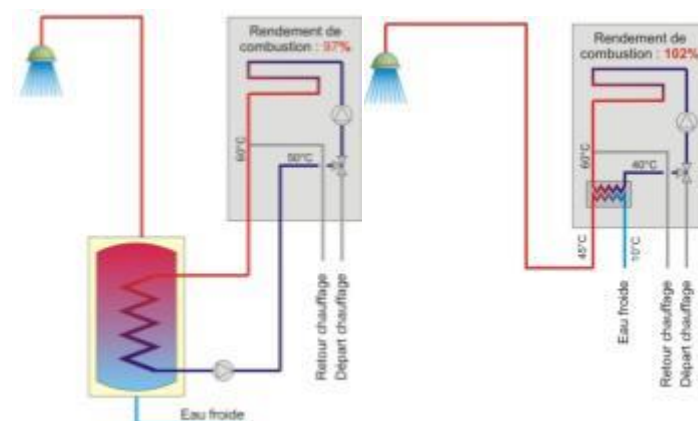 Rendement de
combustion : 97%
60°C
50°C
Retour chauffage
Départ chauffage
Eau froide
Rendement de
combustion : 102%
60°C
40°C
45°C
10°C
Eau froide
Retour chauffage
Départ chauffage